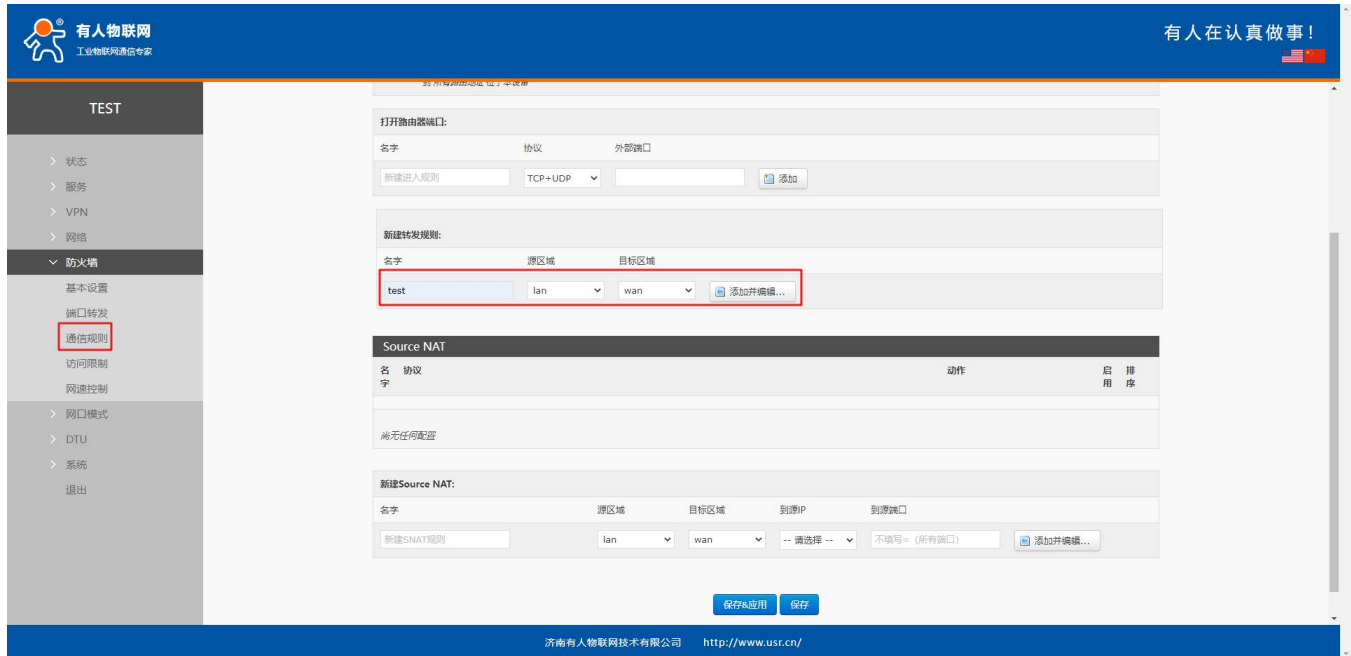 有人物联网
工业物联网通信专家
有人在认真做事!
TEST
状态
服务
VPN
网络
防火墙
基本设置
端口转发
通信规则
访问限制
网速控制
网口模式
DTU
系统
退出
打开路由器端口:
名字 协议 外部端口
新建进入规则 TCP+UDP 添加
新建转发规则:
名字 源区域 目标区域
test lan wan 添加并编辑...
Source NAT
名字 协议 动作 启用 排序
尚无任何配置
新建Source NAT:
名字 源区域 目标区域 到源IP 到源端口
新建SNAT规则 lan wan -- 请选择 -- 不填写=（所有端口） 添加并编辑...
保存&应用 保存
济南有人物联网技术有限公司 http://www.usr.cn/